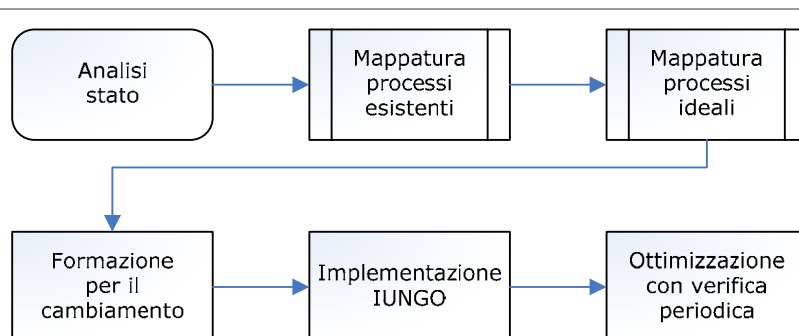 Analisi
stato
Mappatura
processi
esistenti
Mappatura
processi
ideali
Formazione
per il
cambiamento
Implementazione
IUNGO
Ottimizzazione
con verifica
periodica